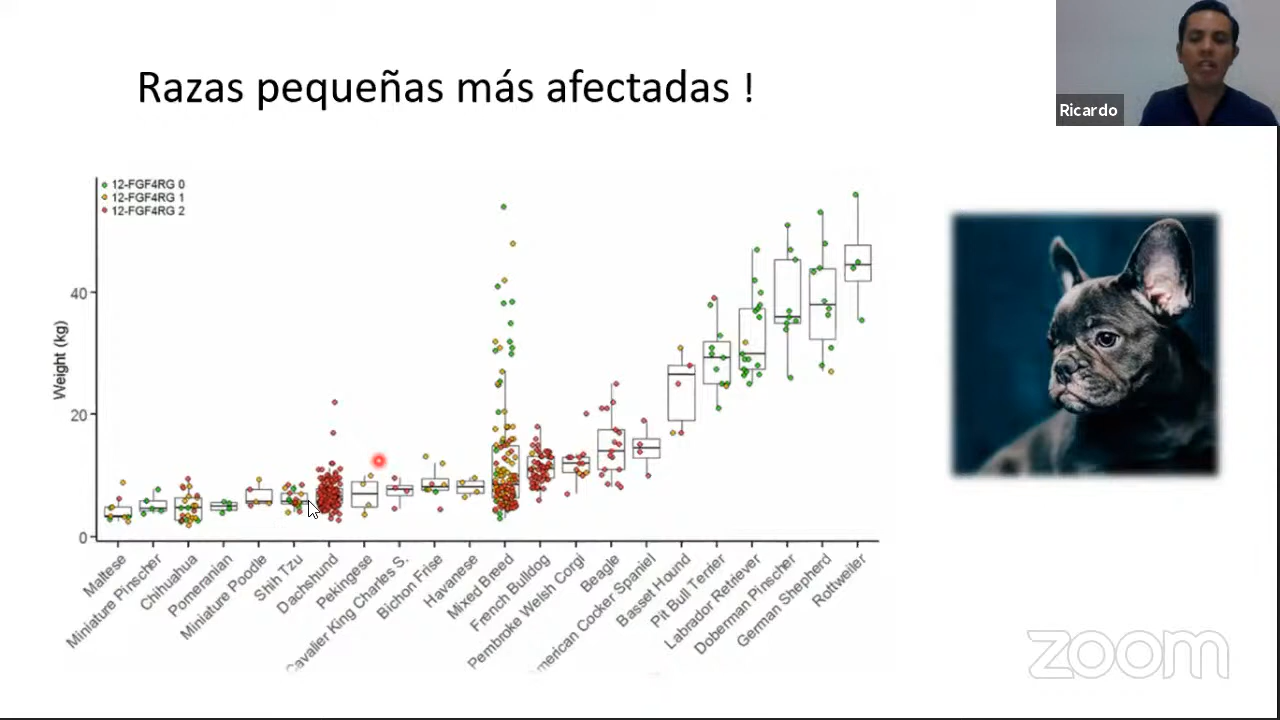 Razas pequeñas más afectadas !
Ricardo
12-FGF4RG 0
12-FGF4RG 1
12-FGF4RG 2
Weight (kg)
40
20
0
Maltese
Miniature Pinscher
Chihuahua
Pomeranian
Miniature Poodle
Shih Tzu
Dachshund
Pekingese
Cavalier King Charles S.
Bichon Frise
Havanese
Mixed Breed
French Bulldog
Pembroke Welsh Corgi
Beagle
merican Cocker Spaniel
Basset Hound
Pit Bull Terrier
Labrador Retriever
Doberman Pinscher
German Shepherd
Rottweiler
zoom